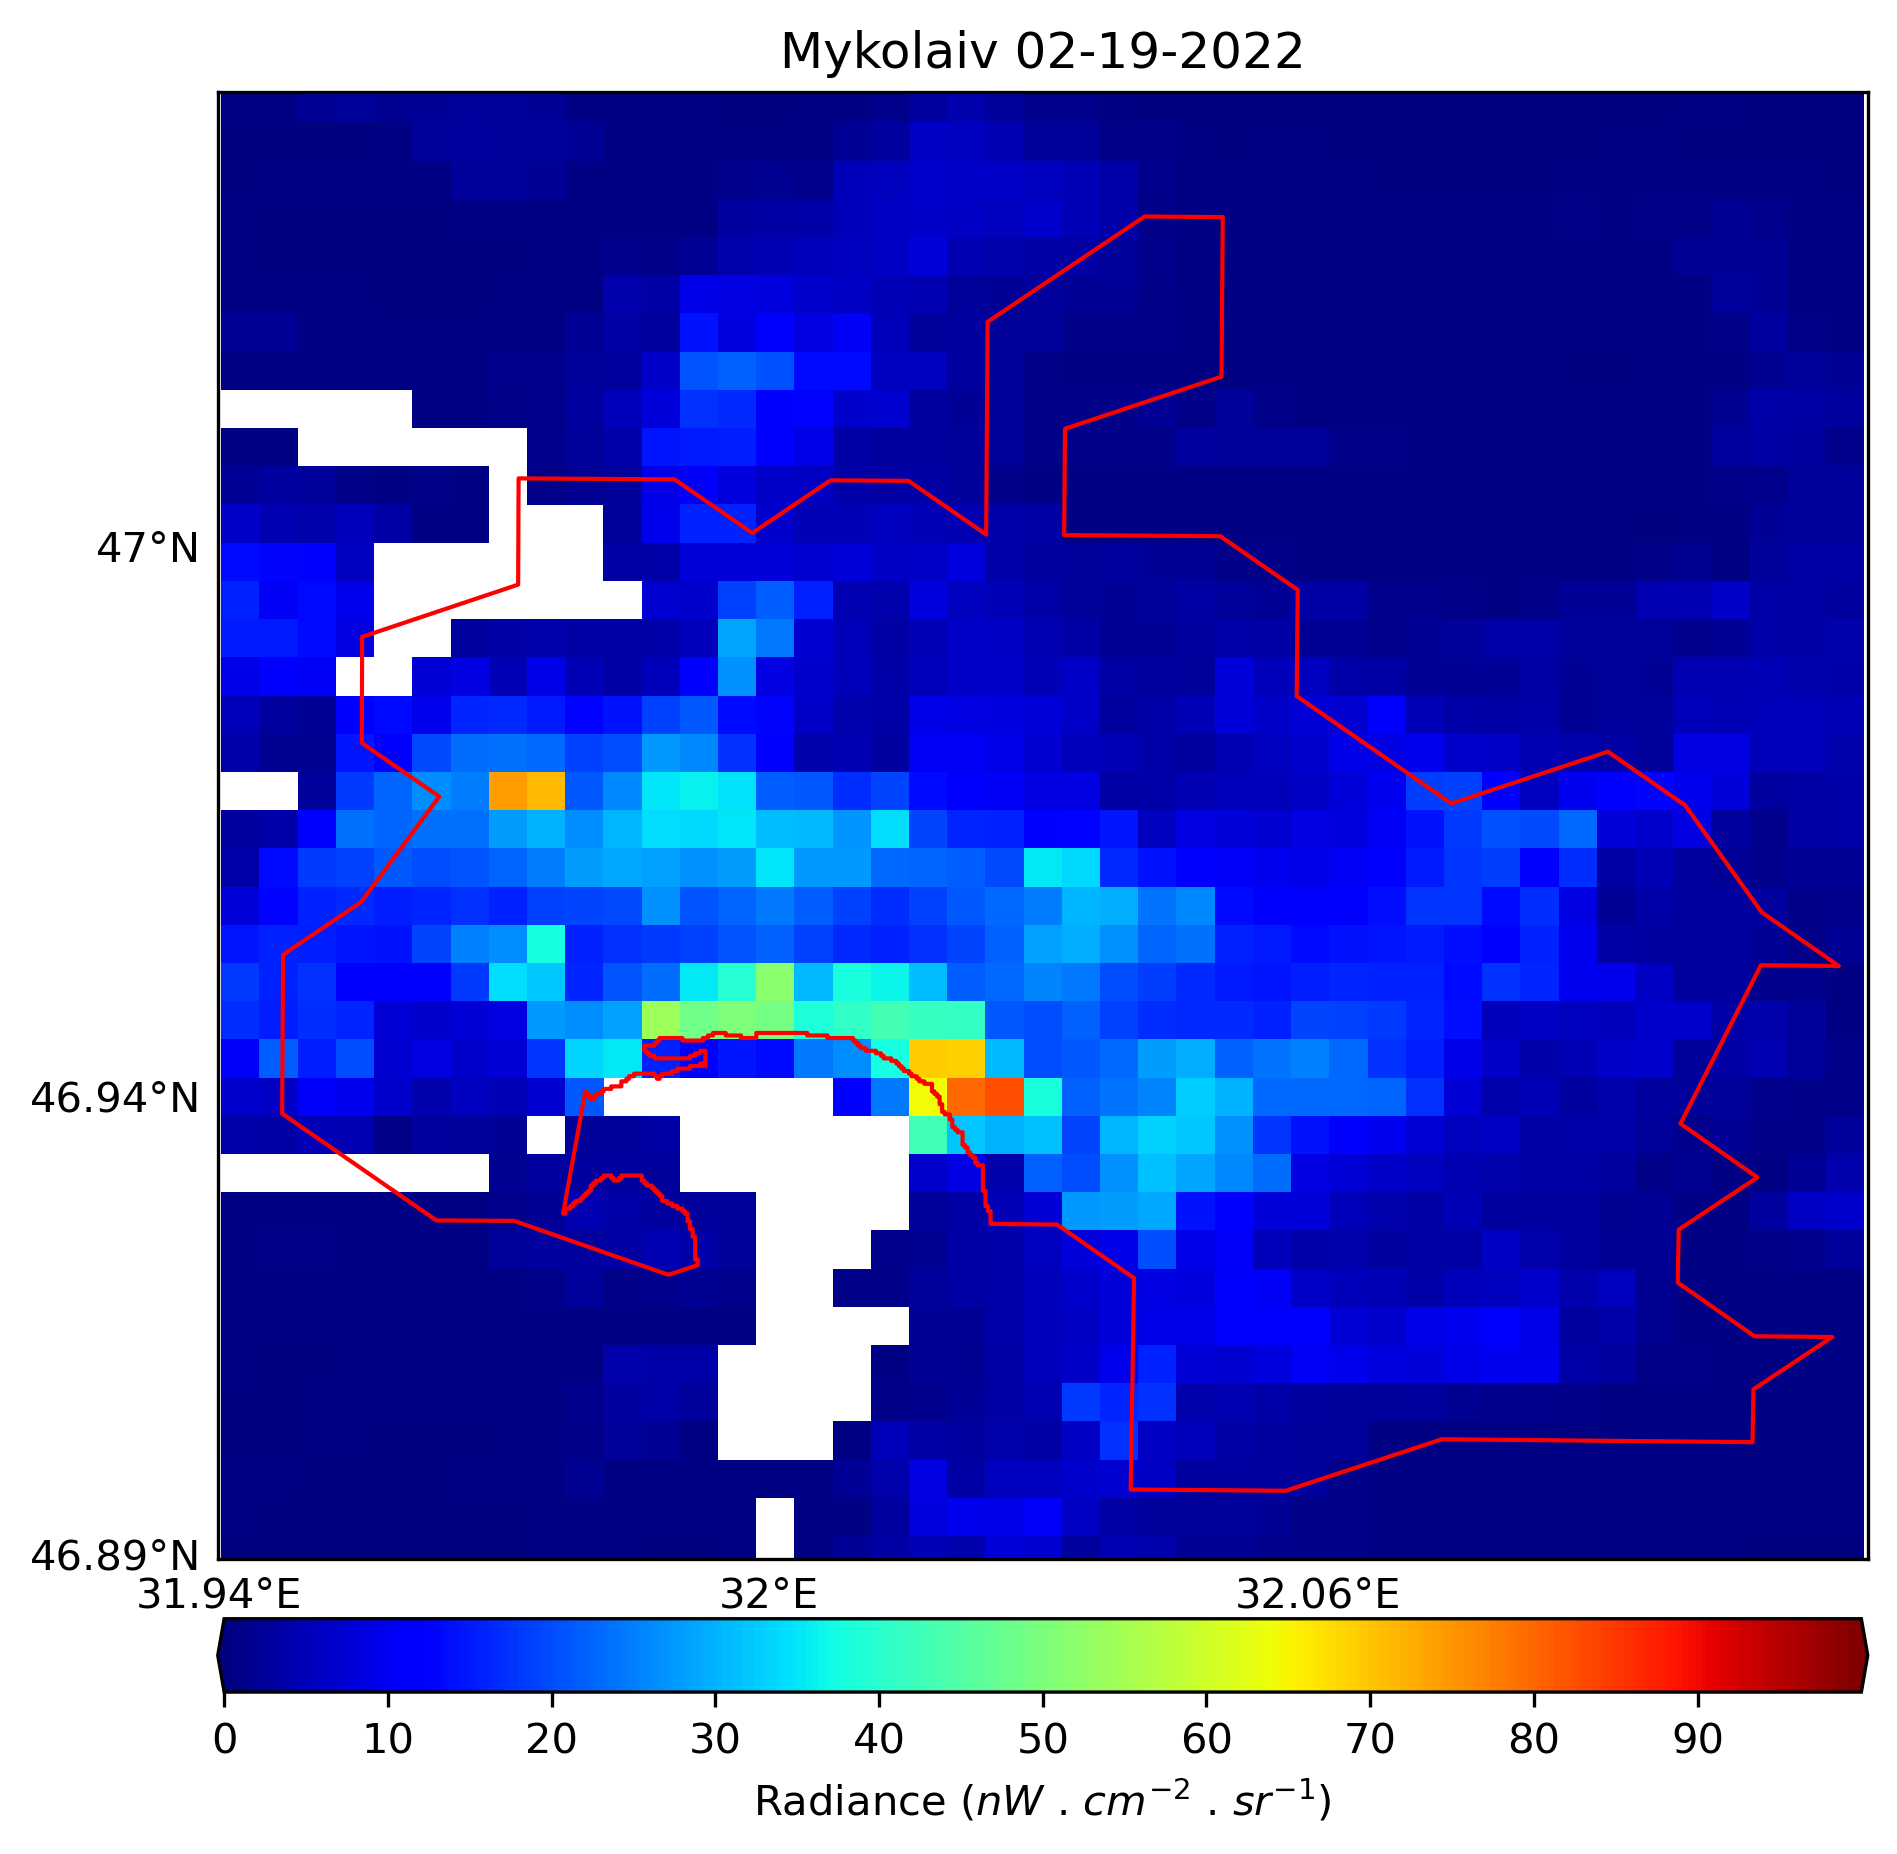 Mykolaiv 02-19-2022
47°N
46.94°N
46.89°N
31.94°E 32°E 32.06°E
0 10 20 30 40 50 60 70 80 90
Radiance (nW . cm⁻² . sr⁻¹)